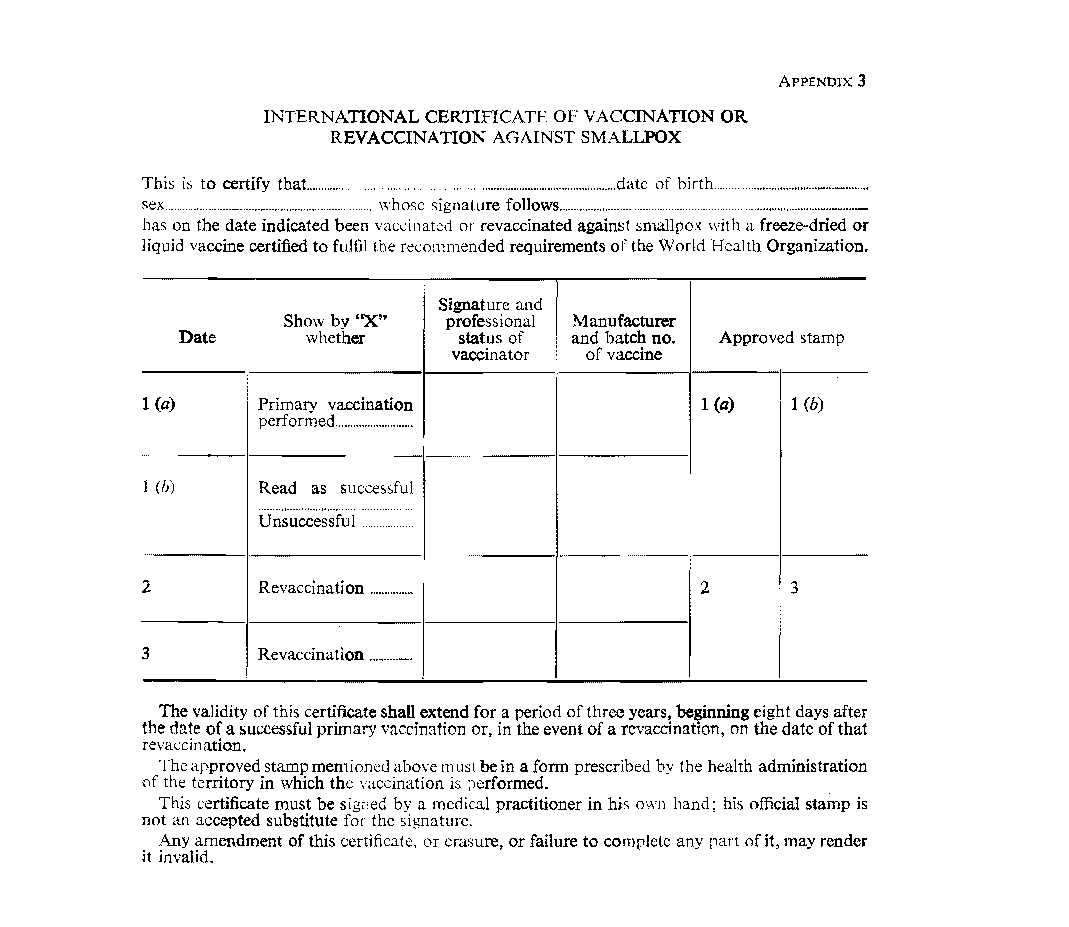 APPENDIX 3
INTERNATIONAL CERTIFICATE OF VACCINATION OR
REVACCINATION AGAINST SMALLPOX
This is to certify that date of birth
sex whose signature follows
has on the date indicated been vaccinated or revaccinated against smallpox with a freeze-dried or
liquid vaccine certified to fulfil the recommended requirements of the World Health Organization.
Date
Show by “X”
whether
Signature and
professional
status of
vaccinator
Manufacturer
and batch no.
of vaccine
Approved stamp
1 (a)
Primary vaccination
performed
1 (a)
1 (b)
1 (b)
Read as successful
Unsuccessful
2
Revaccination
2
3
3
Revaccination
The validity of this certificate shall extend for a period of three years, beginning eight days after
the date of a successful primary vaccination or, in the event of a revaccination, on the date of that
revaccination.
The approved stamp mentioned above must be in a form prescribed by the health administration
of the territory in which the vaccination is performed.
This certificate must be signed by a medical practitioner in his own hand; his official stamp is
not an accepted substitute for the signature.
Any amendment of this certificate, or erasure, or failure to complete any part of it, may render
it invalid.